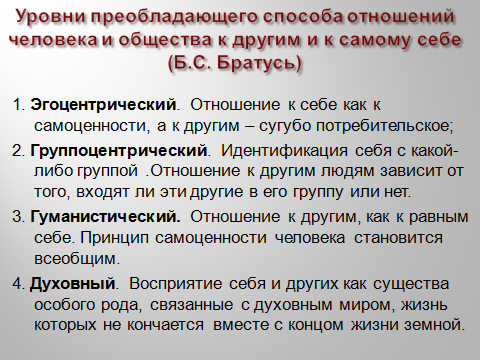 Уровни преобладающего способа отношений
человека и общества к другим и к самому себе
(Б.С. Братусь)
1. Эгоцентрический. Отношение к себе как к
самоценности, а к другим – сугубо потребительское;
2. Группоцентрический. Идентификация себя с какой-
либо группой .Отношение к другим людям зависит от
того, входят ли эти другие в его группу или нет.
3. Гуманистический. Отношение к другим, как к равным
себе. Принцип самоценности человека становится
всеобщим.
4. Духовный. Восприятие себя и других как существа
особого рода, связанные с духовным миром, жизнь
которых не кончается вместе с концом жизни земной.